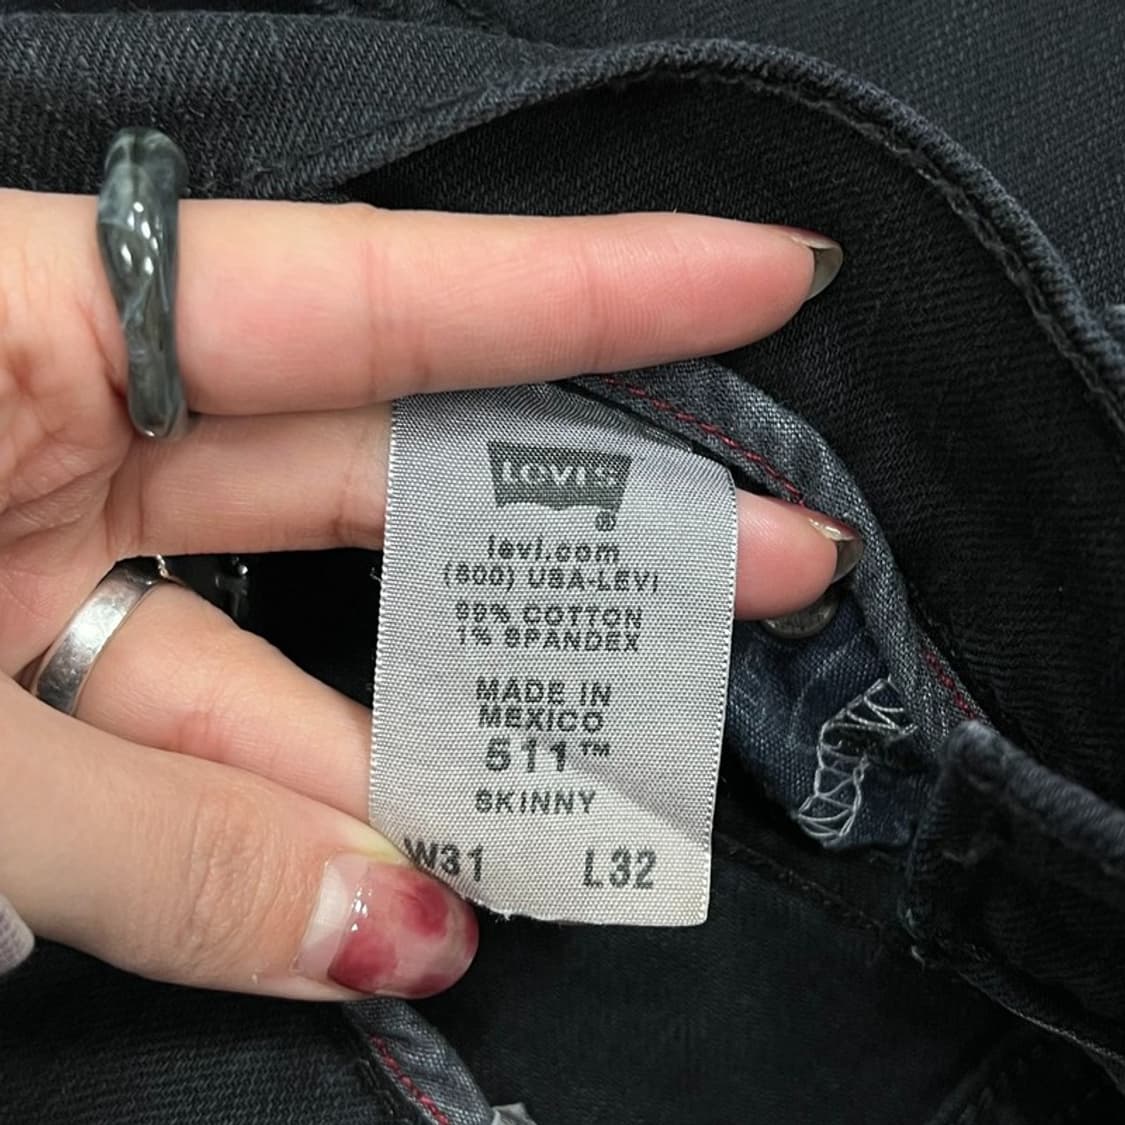 LEVI'S
®
levi.com
(800) USA-LEVI
99% COTTON
1% SPANDEX
MADE IN
MEXICO
511™
SKINNY
W31 L32